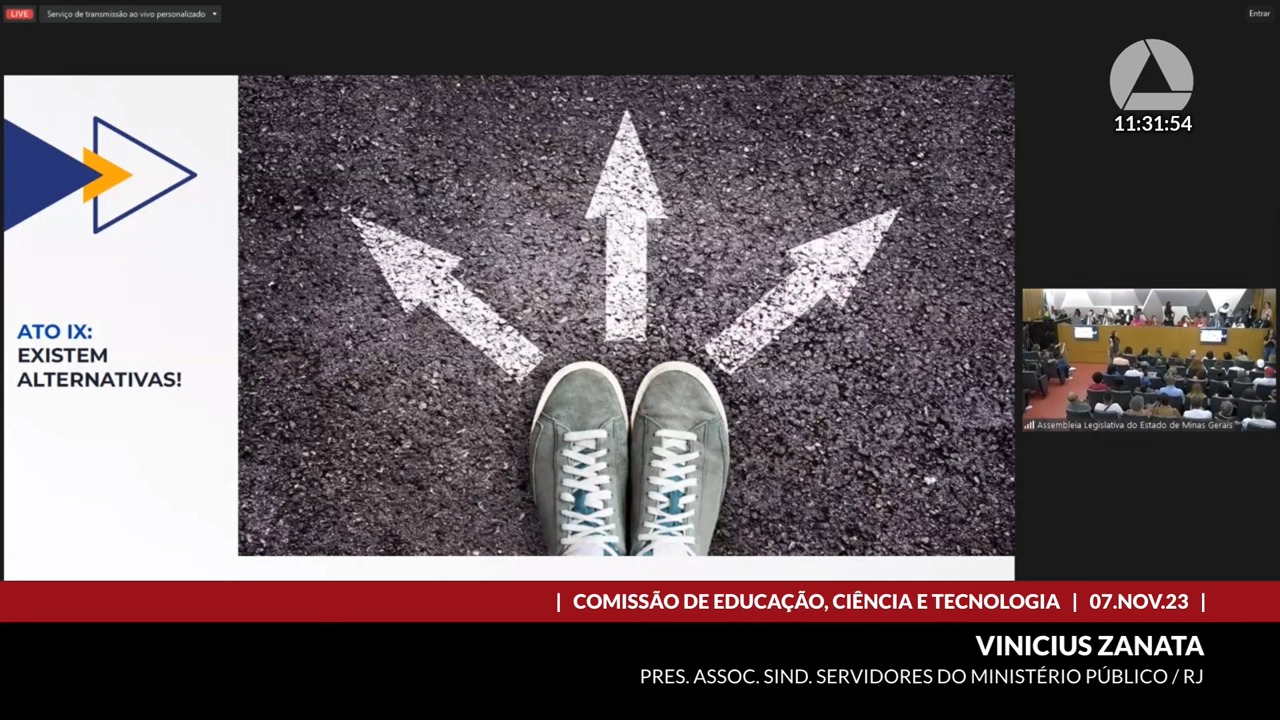 LIVE
Serviço de transmissão ao vivo personalizado
Entrar
11:31:54
ATO IX:
EXISTEM
ALTERNATIVAS!
Assembleia Legislativa do Estado de Minas Gerais
| COMISSÃO DE EDUCAÇÃO, CIÊNCIA E TECNOLOGIA | 07.NOV.23 |
VINICIUS ZANATA
PRES. ASSOC. SIND. SERVIDORES DO MINISTÉRIO PÚBLICO / RJ